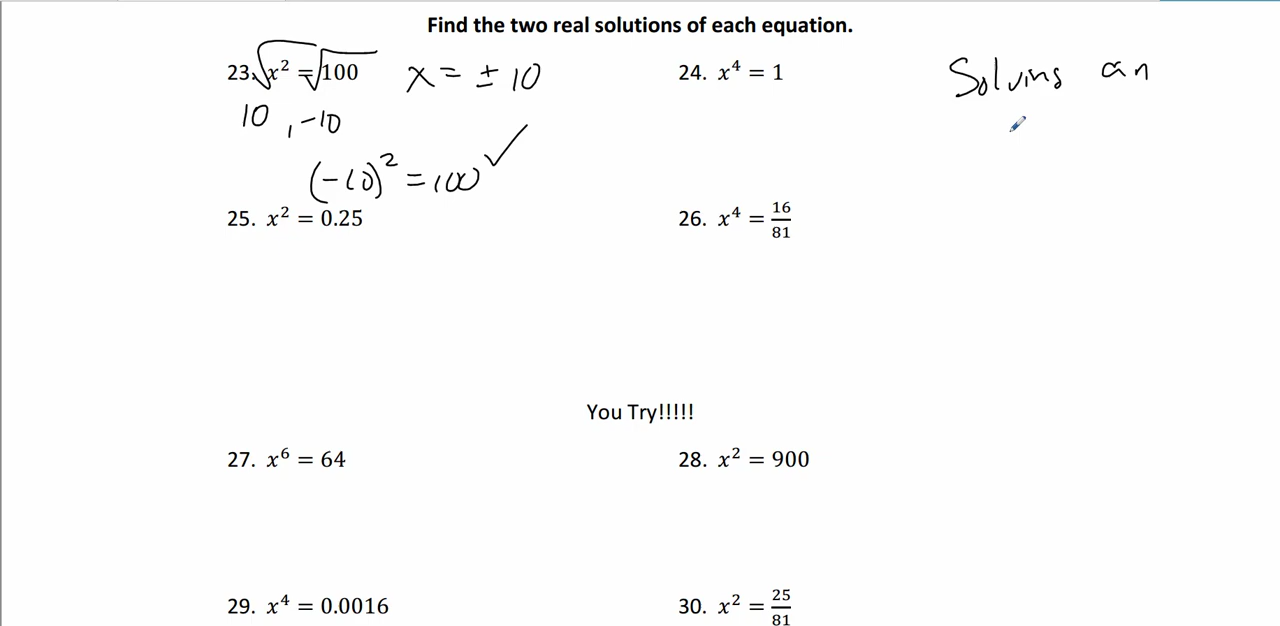 Find the two real solutions of each equation.
23. √x² = √100 x = ± 10
24. x⁴ = 1
Solving an
10 , -10
(-10)² = 100 ✓
25. x² = 0.25
26. x⁴ = 16/81
You Try!!!!!
27. x⁶ = 64
28. x² = 900
29. x⁴ = 0.0016
30. x² = 25/81